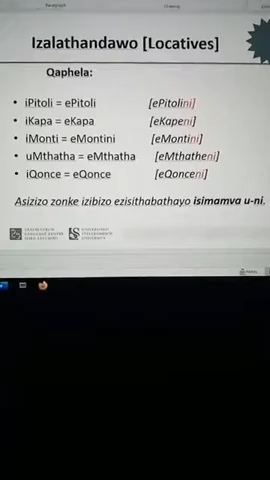 Izalathandawo [Locatives]
Qaphela:
• iPitoli = ePitoli [ePitolini]
• iKapa = eKapa [eKapeni]
• iMonti = eMontini [eMontini]
• uMthatha = eMthatha [eMthatheni]
• iQonce = eQonce [eQonceni]
Asizizo zonke izibizo ezisithabathayo isimamva u-ni.